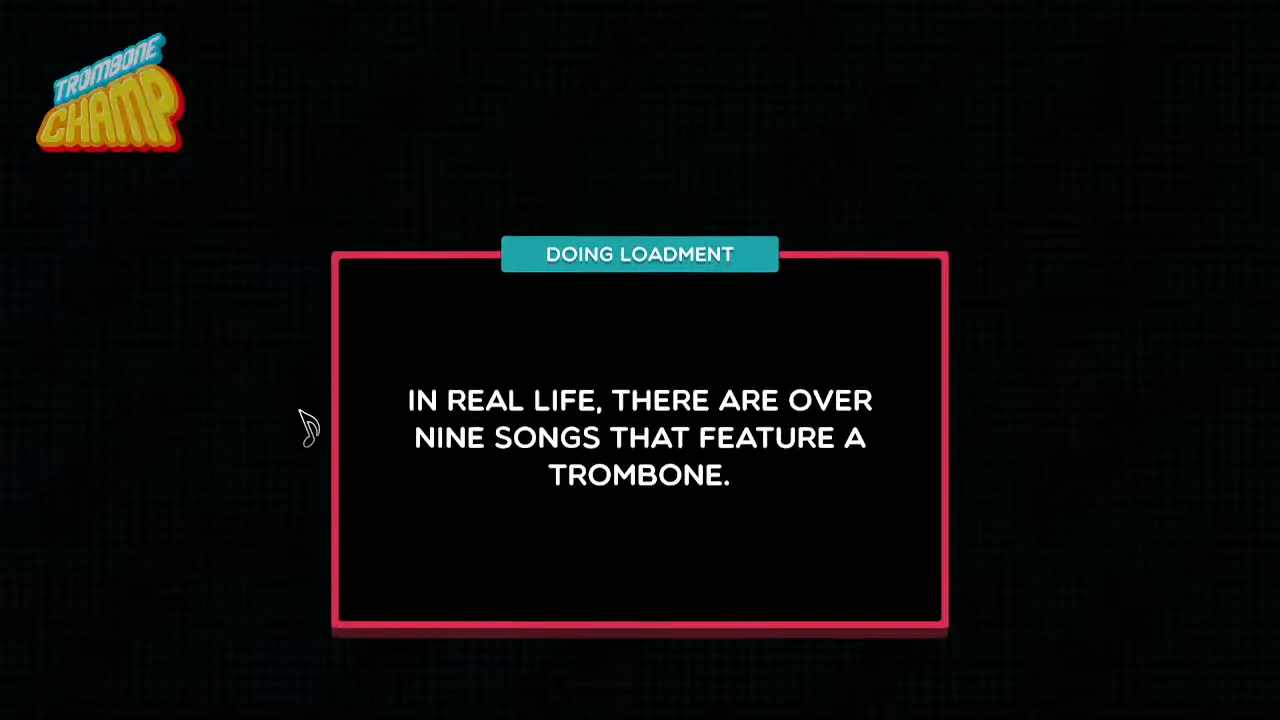 TROMBONE
CHAMP
DOING LOADMENT
IN REAL LIFE, THERE ARE OVER
NINE SONGS THAT FEATURE A
TROMBONE.